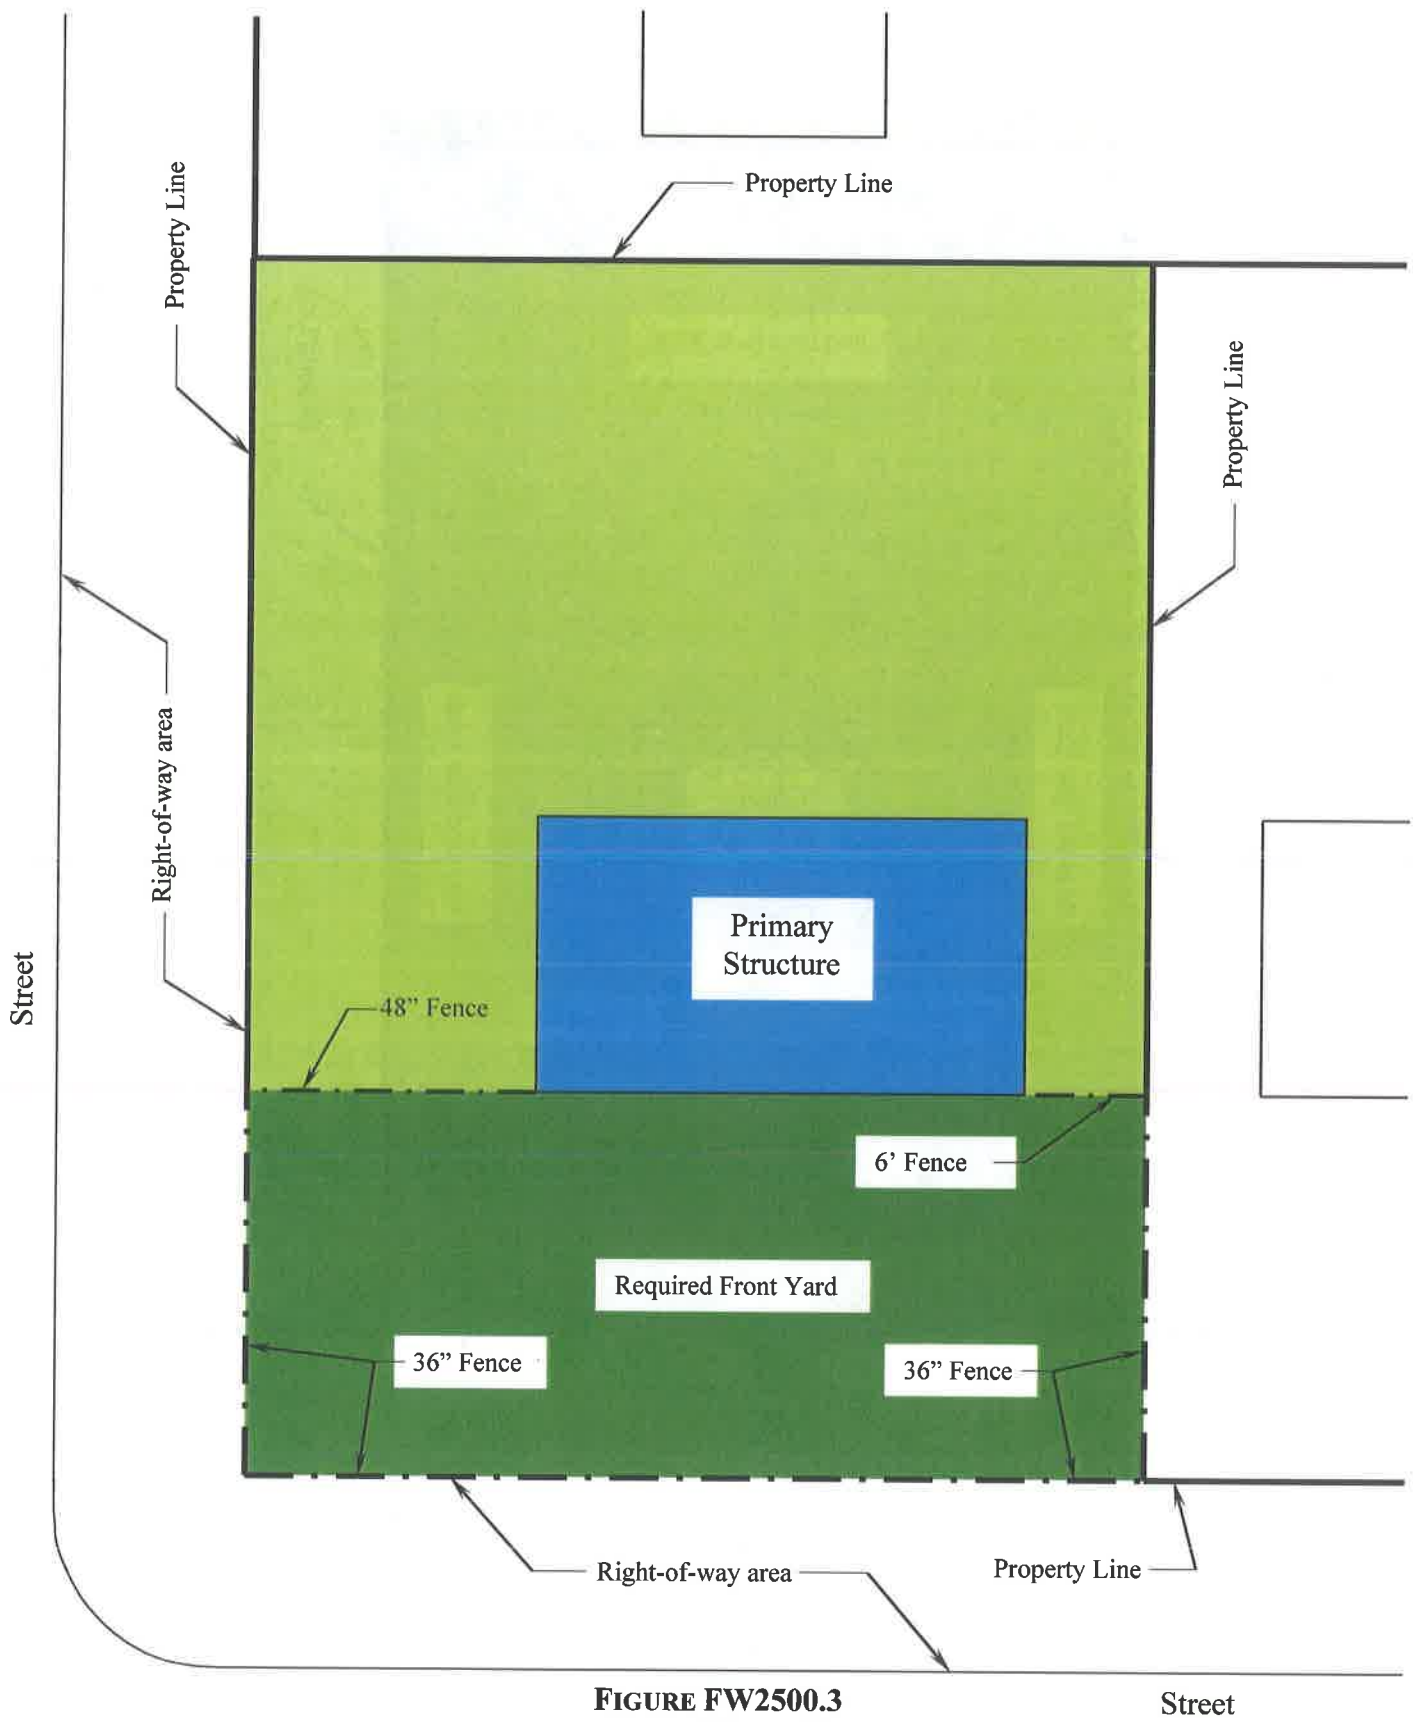 Property Line
Property Line
Property Line
Right-of-way area
Street
Primary
Structure
48” Fence
6’ Fence
Required Front Yard
36” Fence
36” Fence
Right-of-way area
Property Line
FIGURE FW2500.3
Street